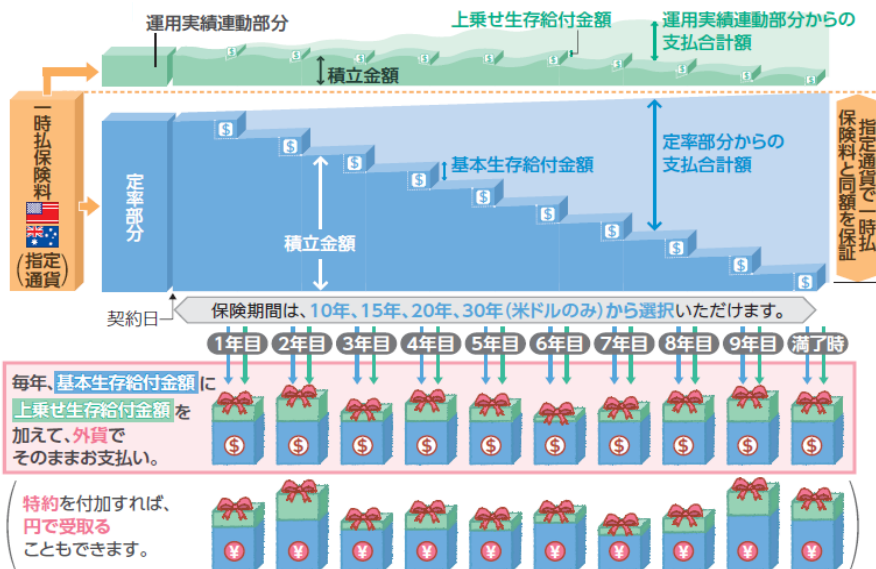 運用実績連動部分
上乗せ生存給付金額
運用実績連動部分からの
支払合計額
積立金額
一時払保険料
(指定
通貨)
定率部分
$
$
$
$
$
$
$
$
$
$
基本生存給付金額
定率部分からの
支払合計額
積立金額
指定通貨で一時払
保険料と同額を保証
契約日
保険期間は、10年、15年、20年、30年(米ドルのみ)から選択いただけます。
1年目 2年目 3年目 4年目 5年目 6年目 7年目 8年目 9年目 満了時
毎年、基本生存給付金額に
上乗せ生存給付金額を
加えて、外貨で
そのままお支払い。
$ $ $ $ $ $ $ $ $ $
特約を付加すれば、
円で受取る
こともできます。
¥ ¥ ¥ ¥ ¥ ¥ ¥ ¥ ¥ ¥